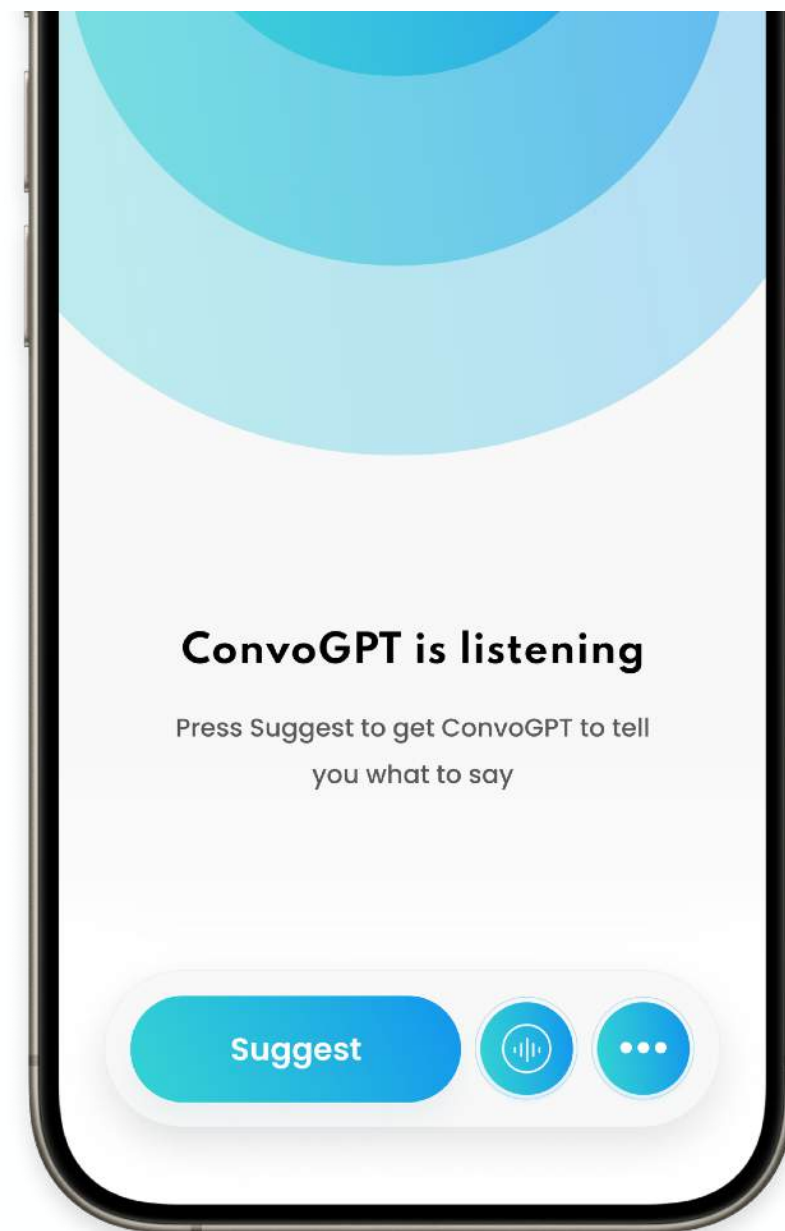 ConvoGPT is listening
Press Suggest to get ConvoGPT to tell
you what to say
Suggest